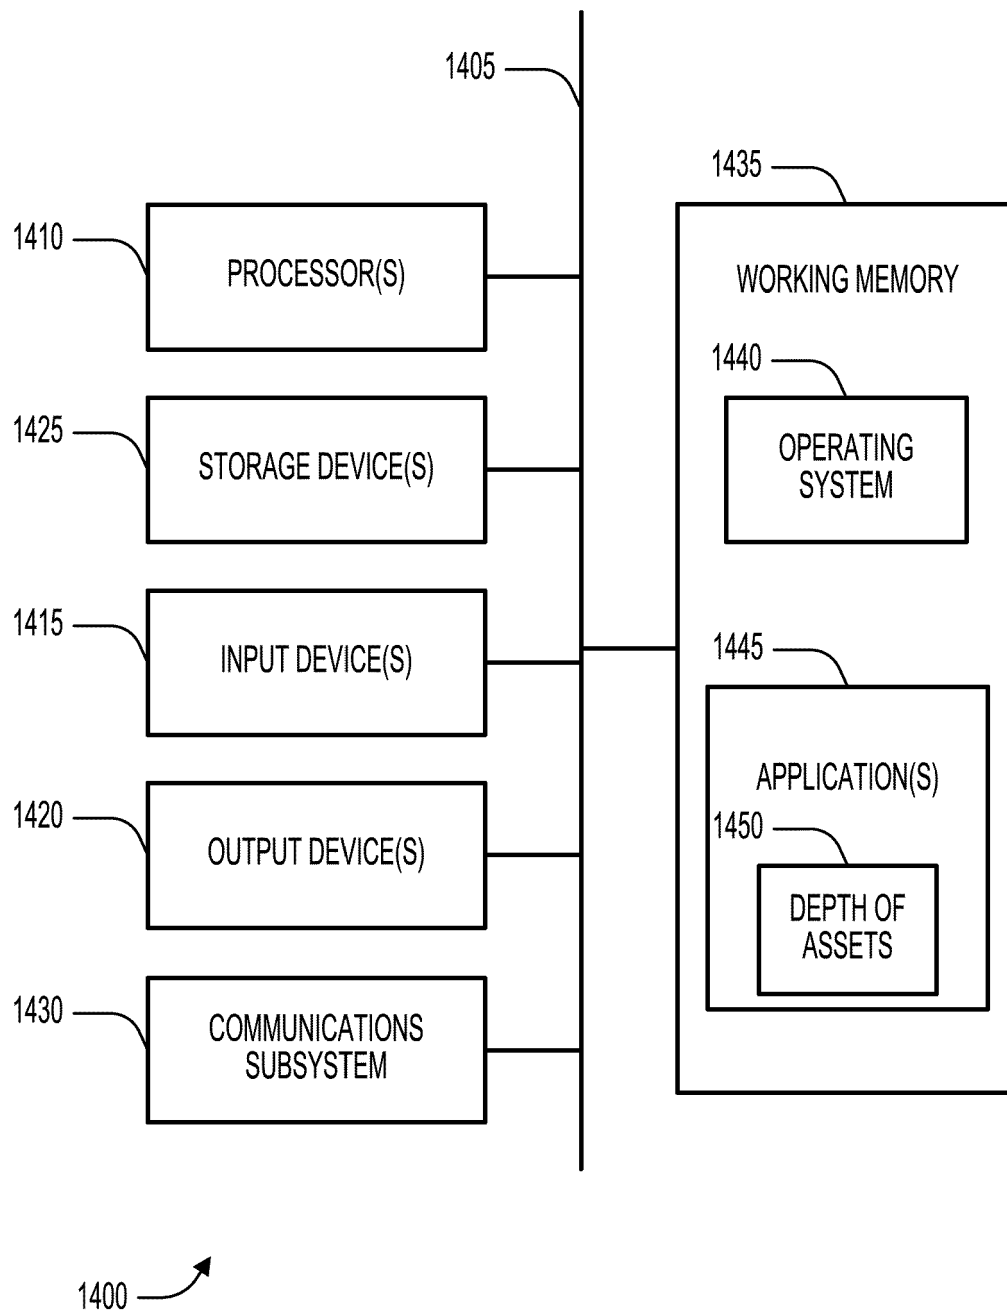 1405
1435
1410
PROCESSOR(S)
WORKING MEMORY
1440
1425
STORAGE DEVICE(S)
OPERATING
SYSTEM
1415
INPUT DEVICE(S)
1445
APPLICATION(S)
1420
OUTPUT DEVICE(S)
1450
DEPTH OF
ASSETS
1430
COMMUNICATIONS
SUBSYSTEM
1400